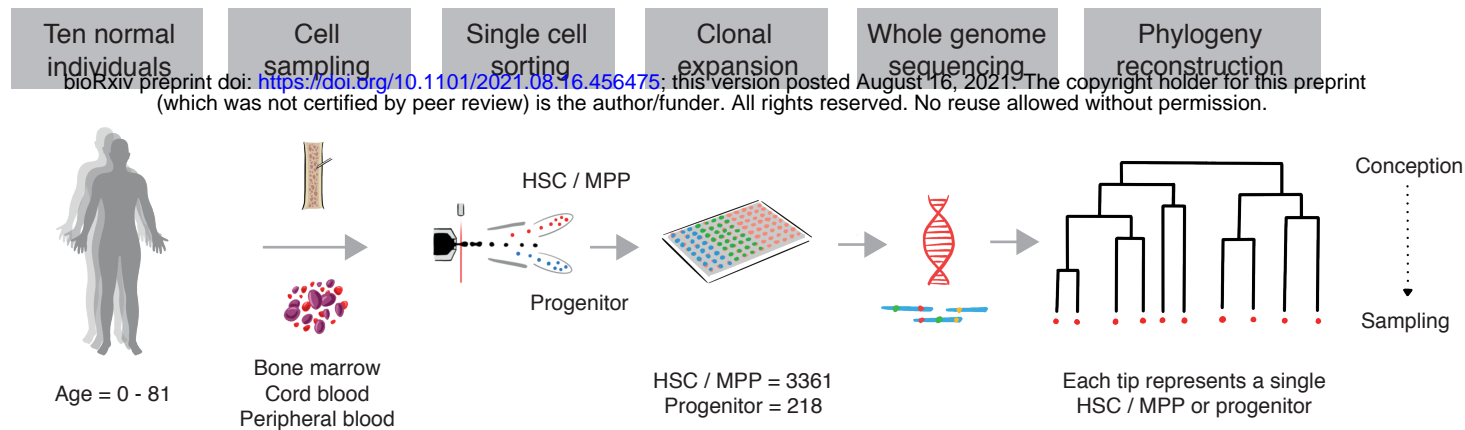 Ten normal
individuals
Cell
sampling
Single cell
sorting
Clonal
expansion
Whole genome
sequencing
Phylogeny
reconstruction
bioRxiv preprint doi: https://doi.org/10.1101/2021.08.16.456475; this version posted August 16, 2021. The copyright holder for this preprint
(which was not certified by peer review) is the author/funder. All rights reserved. No reuse allowed without permission.
HSC / MPP
Progenitor
Conception
Sampling
Age = 0 - 81
Bone marrow
Cord blood
Peripheral blood
HSC / MPP = 3361
Progenitor = 218
Each tip represents a single
HSC / MPP or progenitor